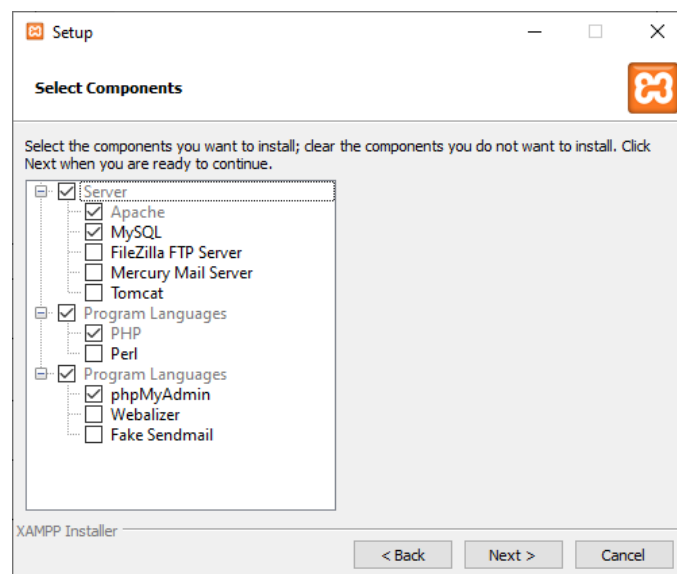 Setup
Select Components
Select the components you want to install; clear the components you do not want to install. Click
Next when you are ready to continue.
Server
Apache
MySQL
FileZilla FTP Server
Mercury Mail Server
Tomcat
Program Languages
PHP
Perl
Program Languages
phpMyAdmin
Webalizer
Fake Sendmail
XAMPP Installer
< Back
Next >
Cancel